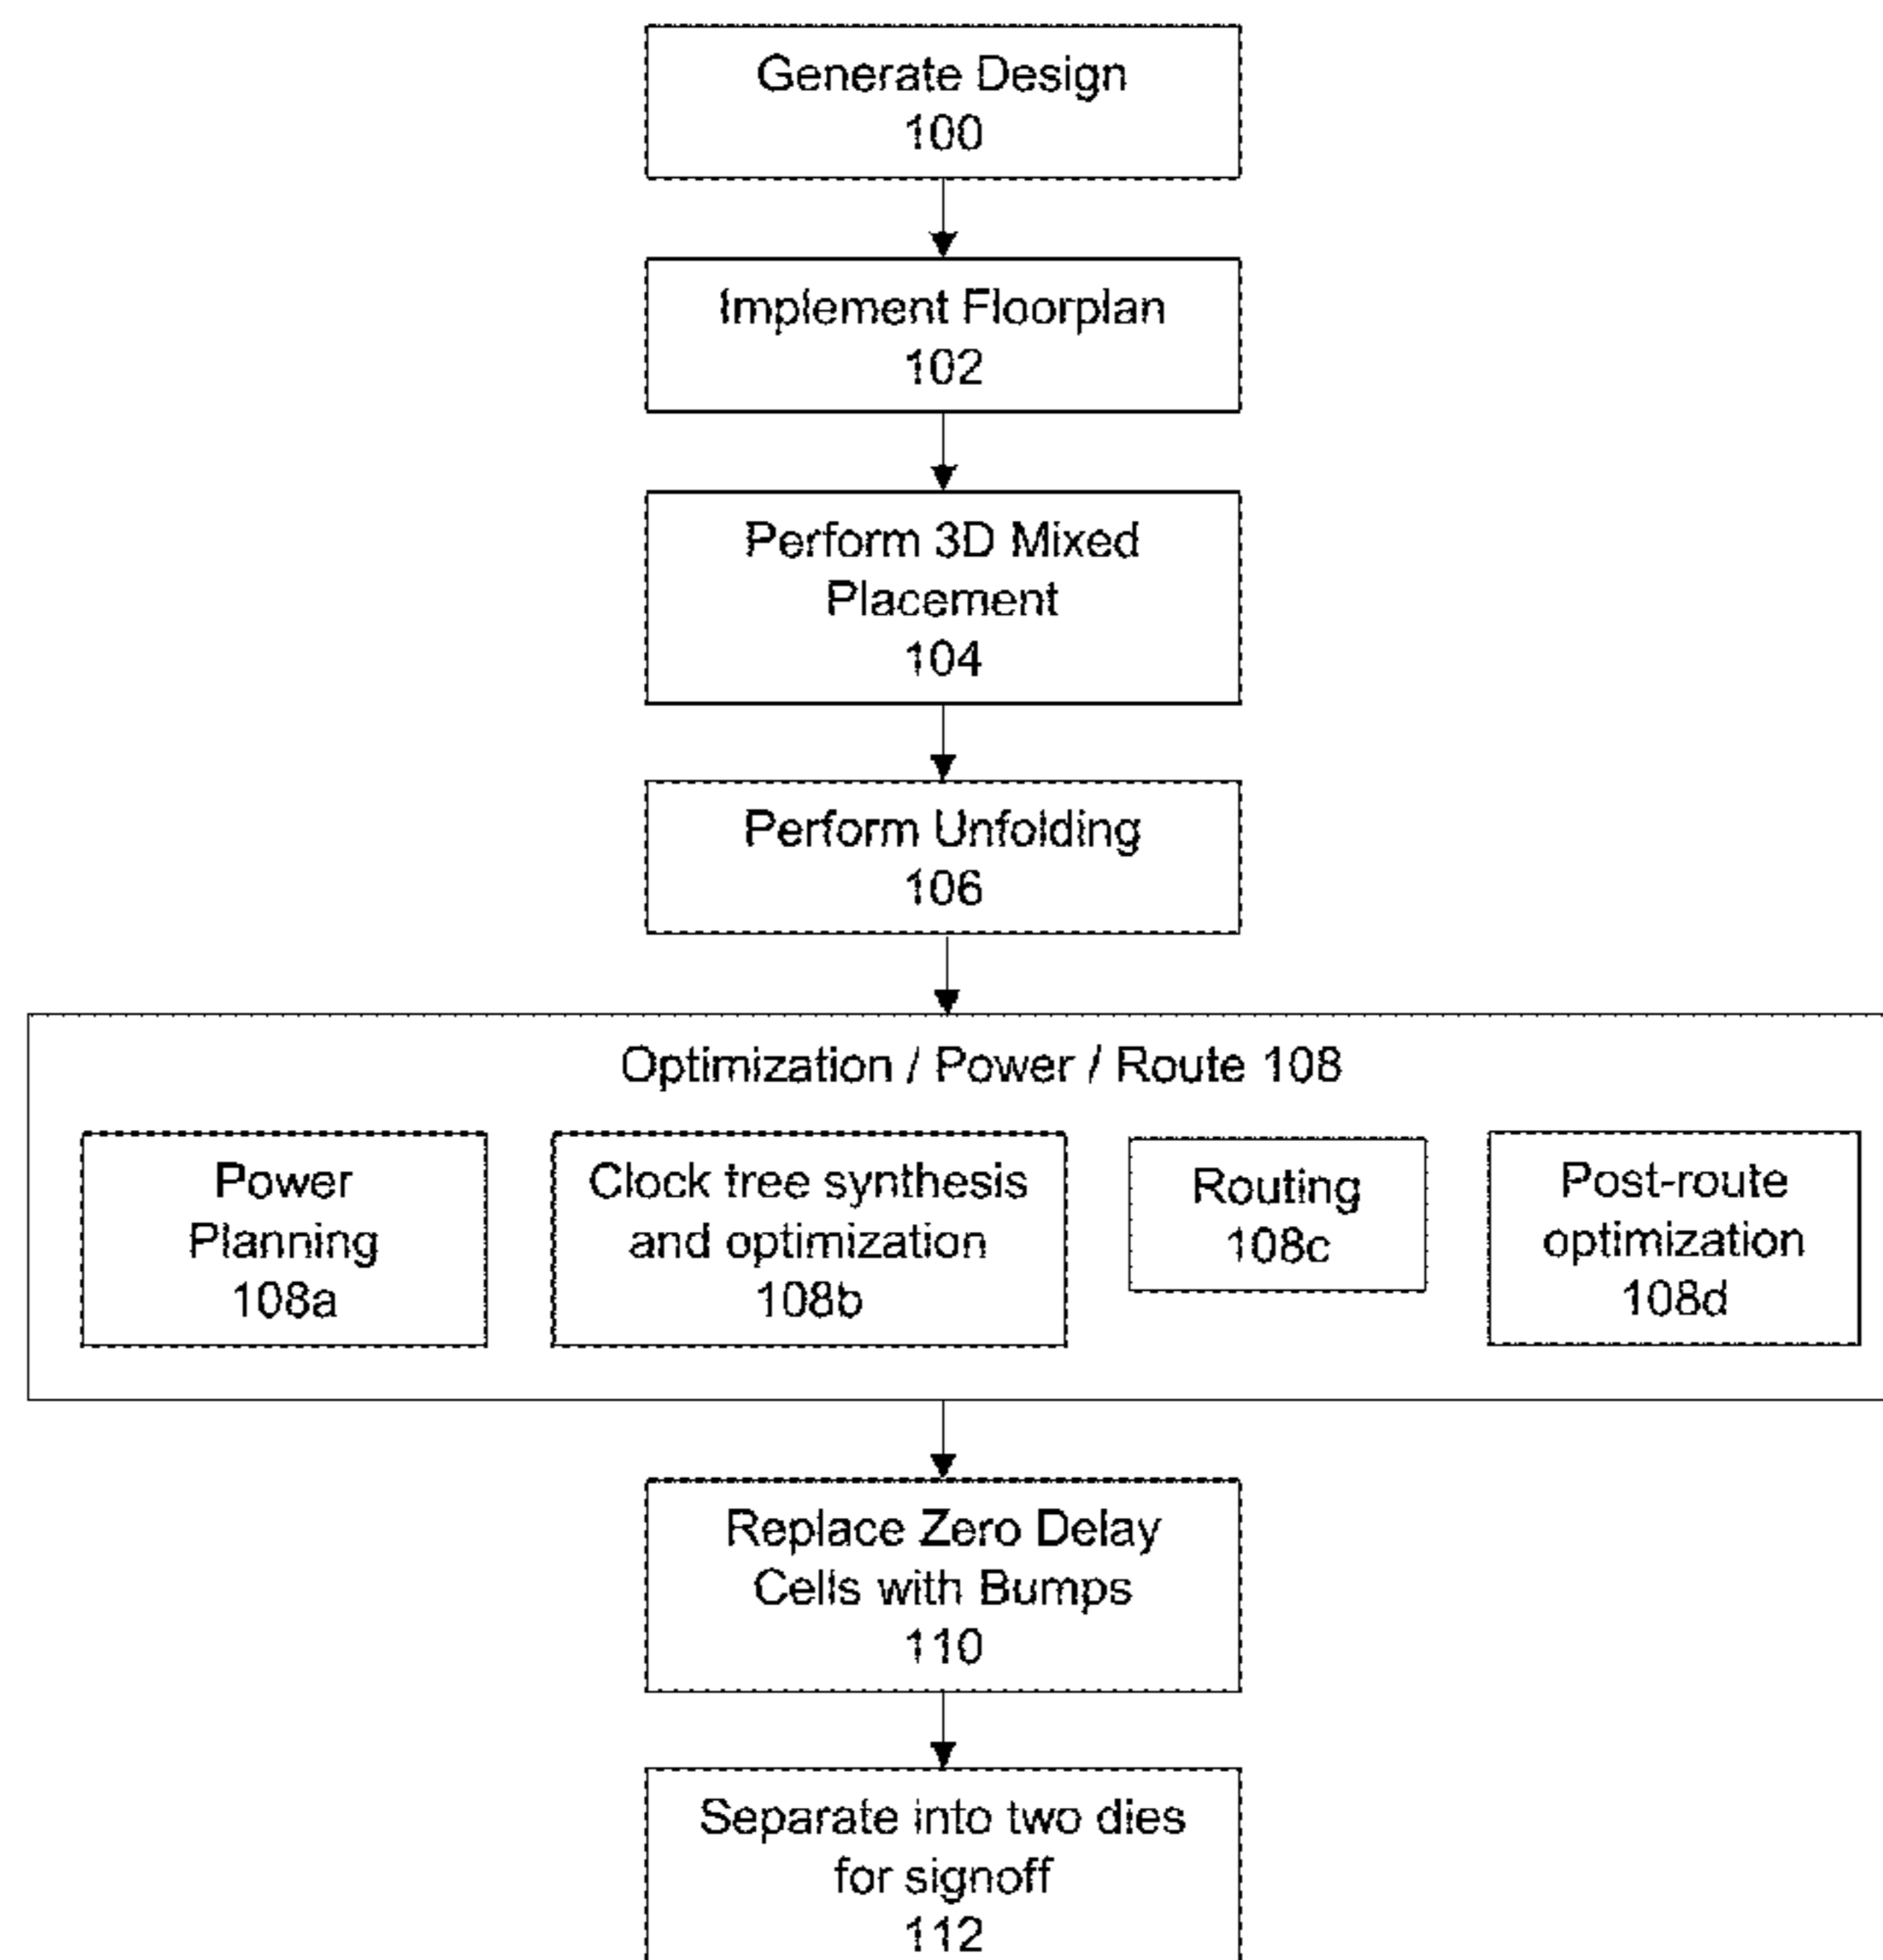 Generate Design
100
Implement Floorplan
102
Perform 3D Mixed
Placement
104
Perform Unfolding
106
Optimization / Power / Route 108
Power
Planning
108a
Clock tree synthesis
and optimization
108b
Routing
108c
Post-route
optimization
108d
Replace Zero Delay
Cells with Bumps
110
Separate into two dies
for signoff
112